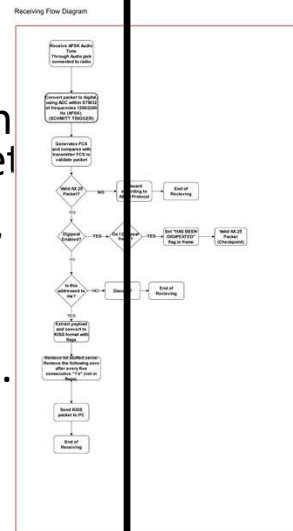 Receiving Flow Diagram
Receive AFSK Audio
Tone
Through Audio jack
connected to radio
Convert packet to digital
using ADC within STM32
of frequencies 1200/2200
Hz (AFSK)
(SCHMITT TRIGGER)
Generates FCS
and compares with
transmitter FCS to
validate packet
Valid AX.25
Packet?
NO
according to
Protocol
End of
Recieving
YES
Digipeat
Enabled?
YES
YES
Set "HAS BEEN
DIGIPEATED"
flag in frame
Valid AX.25
Packet
(Checkpoint)
NO
Is this
addressed to
me?
NO
End of
Receiving
YES
Extract payload
and convert to
KISS format with
flags
Remove bit stuffed zeros:
Remove the following zero
after every five
consecutive "1's" (not in
flags)
Send KISS
packet to PC
End of
Receiving